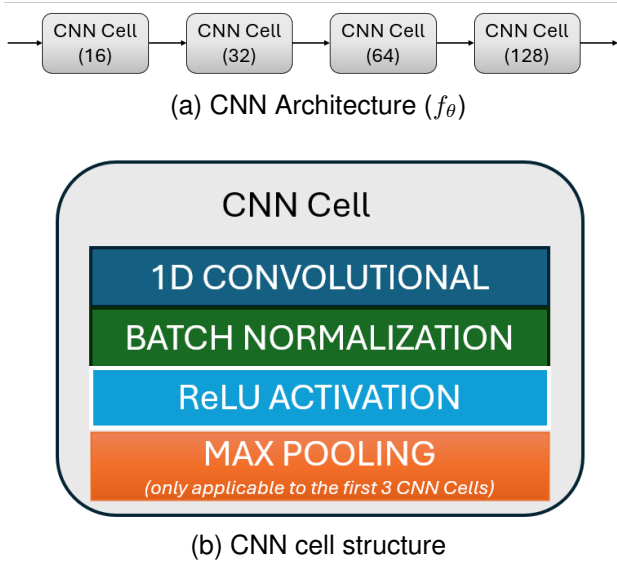 CNN Cell
(16)
CNN Cell
(32)
CNN Cell
(64)
CNN Cell
(128)
(a) CNN Architecture (fθ)
CNN Cell
1D CONVOLUTIONAL
BATCH NORMALIZATION
ReLU ACTIVATION
MAX POOLING
(only applicable to the first 3 CNN Cells)
(b) CNN cell structure